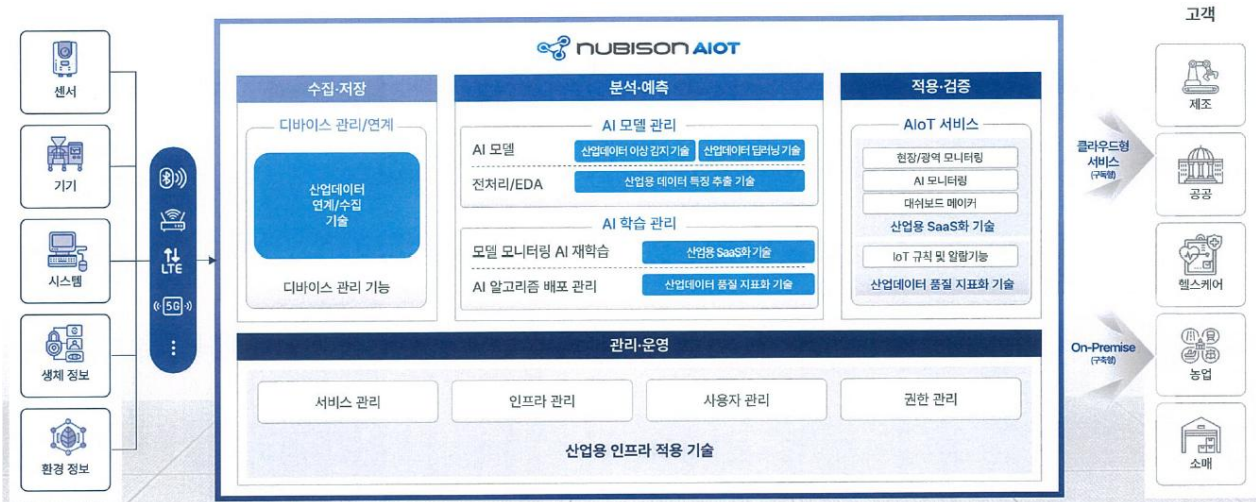 센서
기기
시스템
생체 정보
환경 정보
LTE
5G
NUBISON AIOT
수집·저장
디바이스 관리/연계
산업데이터
연계/수집
기술
디바이스 관리 기능
분석·예측
AI 모델 관리
AI 모델
산업데이터 이상 감지 기술
산업데이터 딥러닝 기술
전처리/EDA
산업용 데이터 특징 추출 기술
AI 학습 관리
모델 모니터링 AI 재학습
산업용 SaaS화 기술
AI 알고리즘 배포 관리
산업데이터 품질 지표화 기술
적용·검증
AIoT 서비스
현장/광역 모니터링
AI 모니터링
대쉬보드 메이커
산업용 SaaS화 기술
IoT 규칙 및 알람기능
산업데이터 품질 지표화 기술
관리·운영
서비스 관리
인프라 관리
사용자 관리
권한 관리
산업용 인프라 적용 기술
클라우드형
서비스
(구독형)
On-Premise
(구축형)
고객
제조
공공
헬스케어
농업
소매